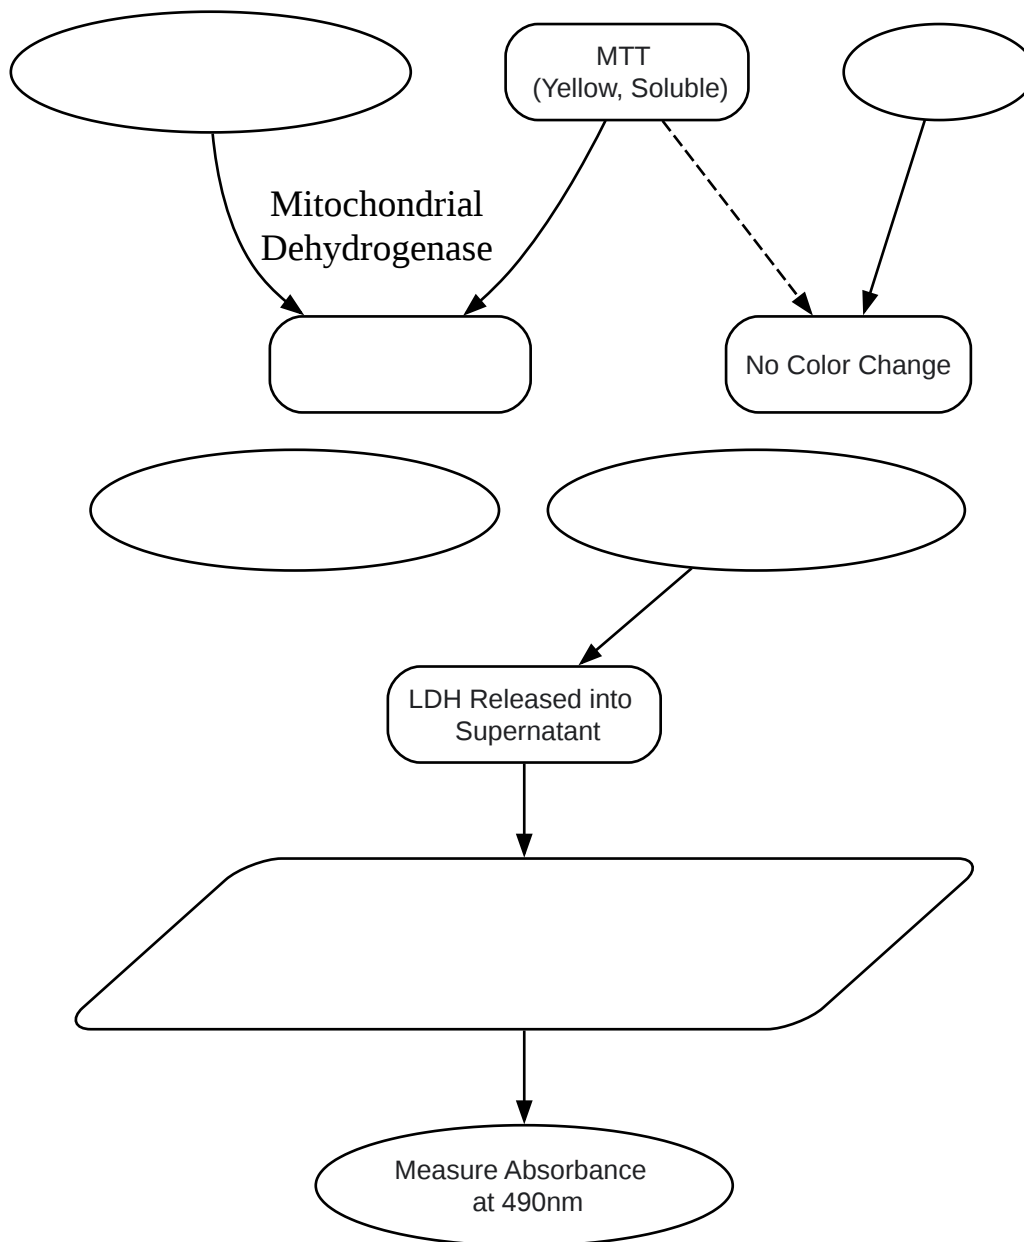 MTT
(Yellow, Soluble)
Mitochondrial
Dehydrogenase
No Color Change
LDH Released into
Supernatant
Measure Absorbance
at 490nm